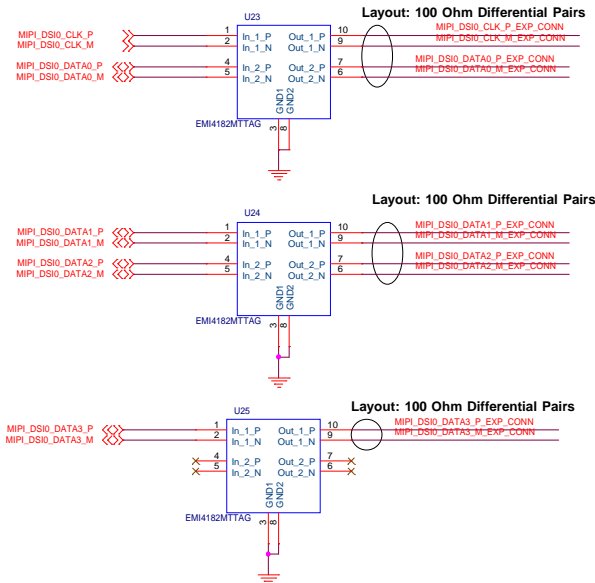 U23
Layout: 100 Ohm Differential Pairs
MIPI_DSI0_CLK_P 1 In_1_P Out_1_P 10 MIPI_DSI0_CLK_P_EXP_CONN
MIPI_DSI0_CLK_M 2 In_1_N Out_1_N 9 MIPI_DSI0_CLK_M_EXP_CONN
MIPI_DSI0_DATA0_P 4 In_2_P Out_2_P 7 MIPI_DSI0_DATA0_P_EXP_CONN
MIPI_DSI0_DATA0_M 5 In_2_N Out_2_N 6 MIPI_DSI0_DATA0_M_EXP_CONN
GND1 GND2
EMI4182MTTAG 3 8
Layout: 100 Ohm Differential Pairs
U24
MIPI_DSI0_DATA1_P 1 In_1_P Out_1_P 10 MIPI_DSI0_DATA1_P_EXP_CONN
MIPI_DSI0_DATA1_M 2 In_1_N Out_1_N 9 MIPI_DSI0_DATA1_M_EXP_CONN
MIPI_DSI0_DATA2_P 4 In_2_P Out_2_P 7 MIPI_DSI0_DATA2_P_EXP_CONN
MIPI_DSI0_DATA2_M 5 In_2_N Out_2_N 6 MIPI_DSI0_DATA2_M_EXP_CONN
GND1 GND2
EMI4182MTTAG 3 8
U25
Layout: 100 Ohm Differential Pairs
MIPI_DSI0_DATA3_P 1 In_1_P Out_1_P 10 MIPI_DSI0_DATA3_P_EXP_CONN
MIPI_DSI0_DATA3_M 2 In_1_N Out_1_N 9 MIPI_DSI0_DATA3_M_EXP_CONN
4 In_2_P Out_2_P 7
5 In_2_N Out_2_N 6
GND1 GND2
EMI4182MTTAG 3 8